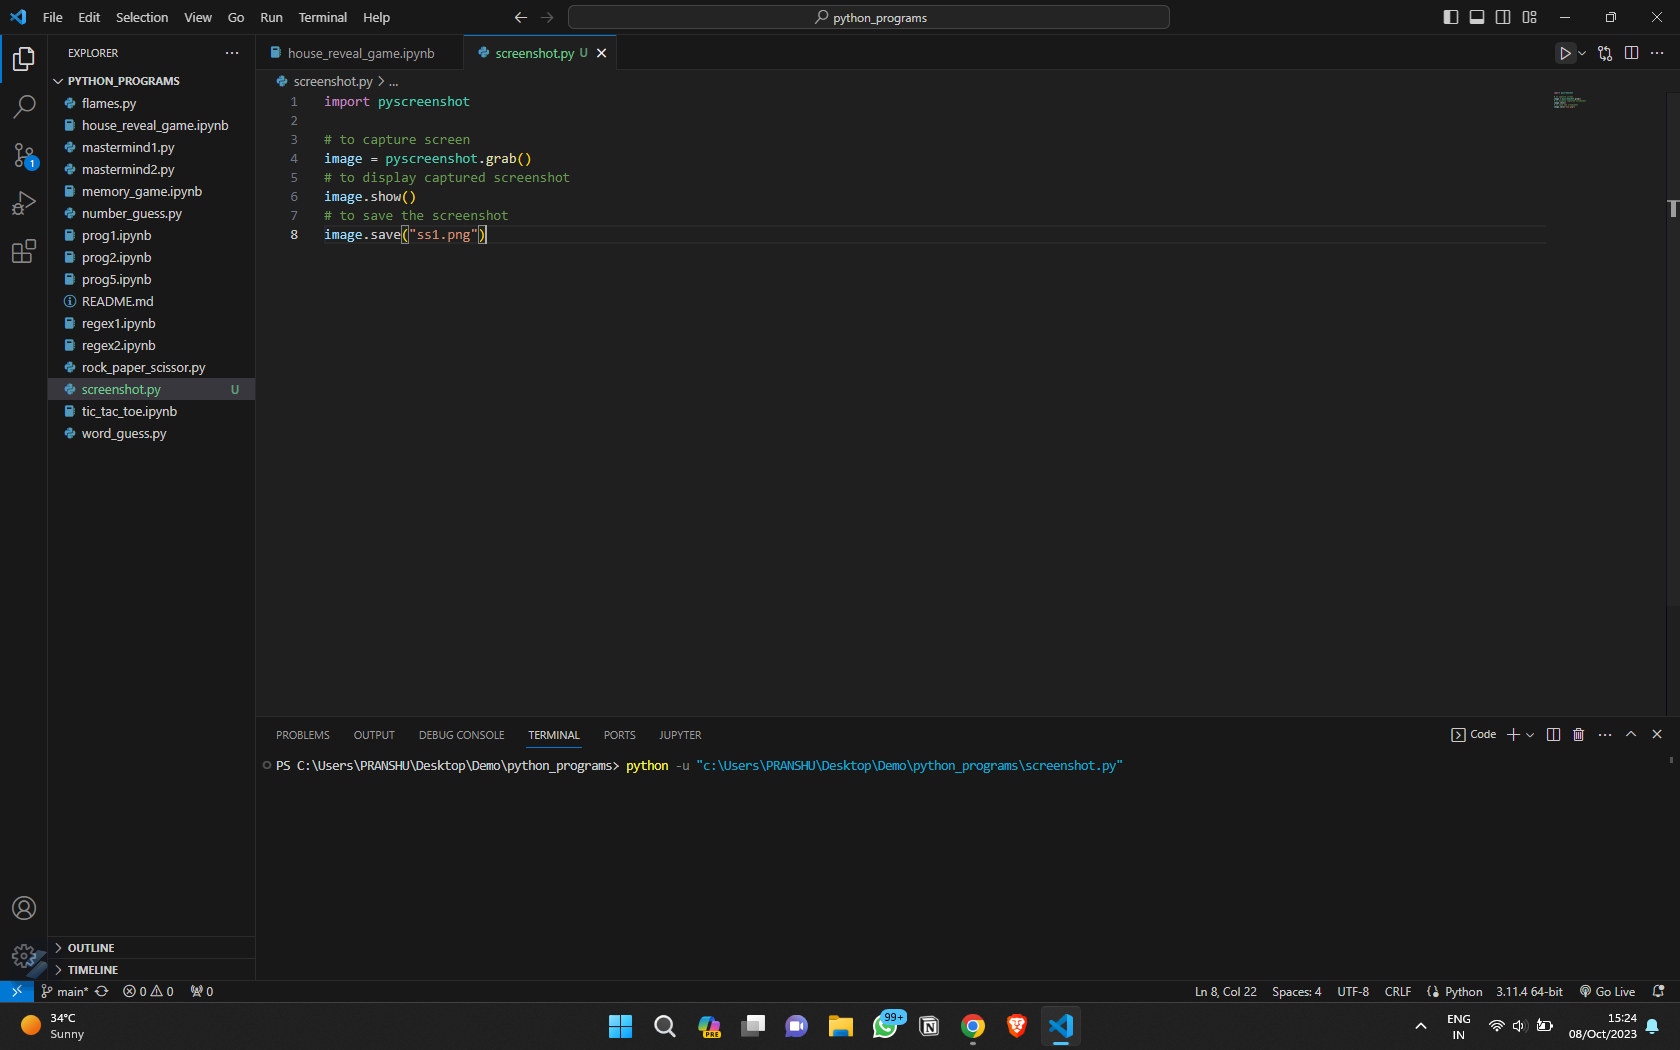 File Edit Selection View Go Run Terminal Help
python_programs
EXPLORER
PYTHON_PROGRAMS
flames.py
house_reveal_game.ipynb
mastermind1.py
mastermind2.py
memory_game.ipynb
number_guess.py
prog1.ipynb
prog2.ipynb
prog5.ipynb
README.md
regex1.ipynb
regex2.ipynb
rock_paper_scissor.py
screenshot.py U
tic_tac_toe.ipynb
word_guess.py
OUTLINE
TIMELINE
1
house_reveal_game.ipynb
screenshot.py U
screenshot.py > ...
1 import pyscreenshot
2
3 # to capture screen
4 image = pyscreenshot.grab()
5 # to display captured screenshot
6 image.show()
7 # to save the screenshot
8 image.save("ss1.png")
PROBLEMS OUTPUT DEBUG CONSOLE TERMINAL PORTS JUPYTER
Code
PS C:\Users\PRANSHU\Desktop\Demo\python_programs> python -u "c:\Users\PRANSHU\Desktop\Demo\python_programs\screenshot.py"
main* 0 0 0
Ln 8, Col 22 Spaces: 4 UTF-8 CRLF Python 3.11.4 64-bit Go Live
34°C
Sunny
PRE
99+
ENG
IN
15:24
08/Oct/2023